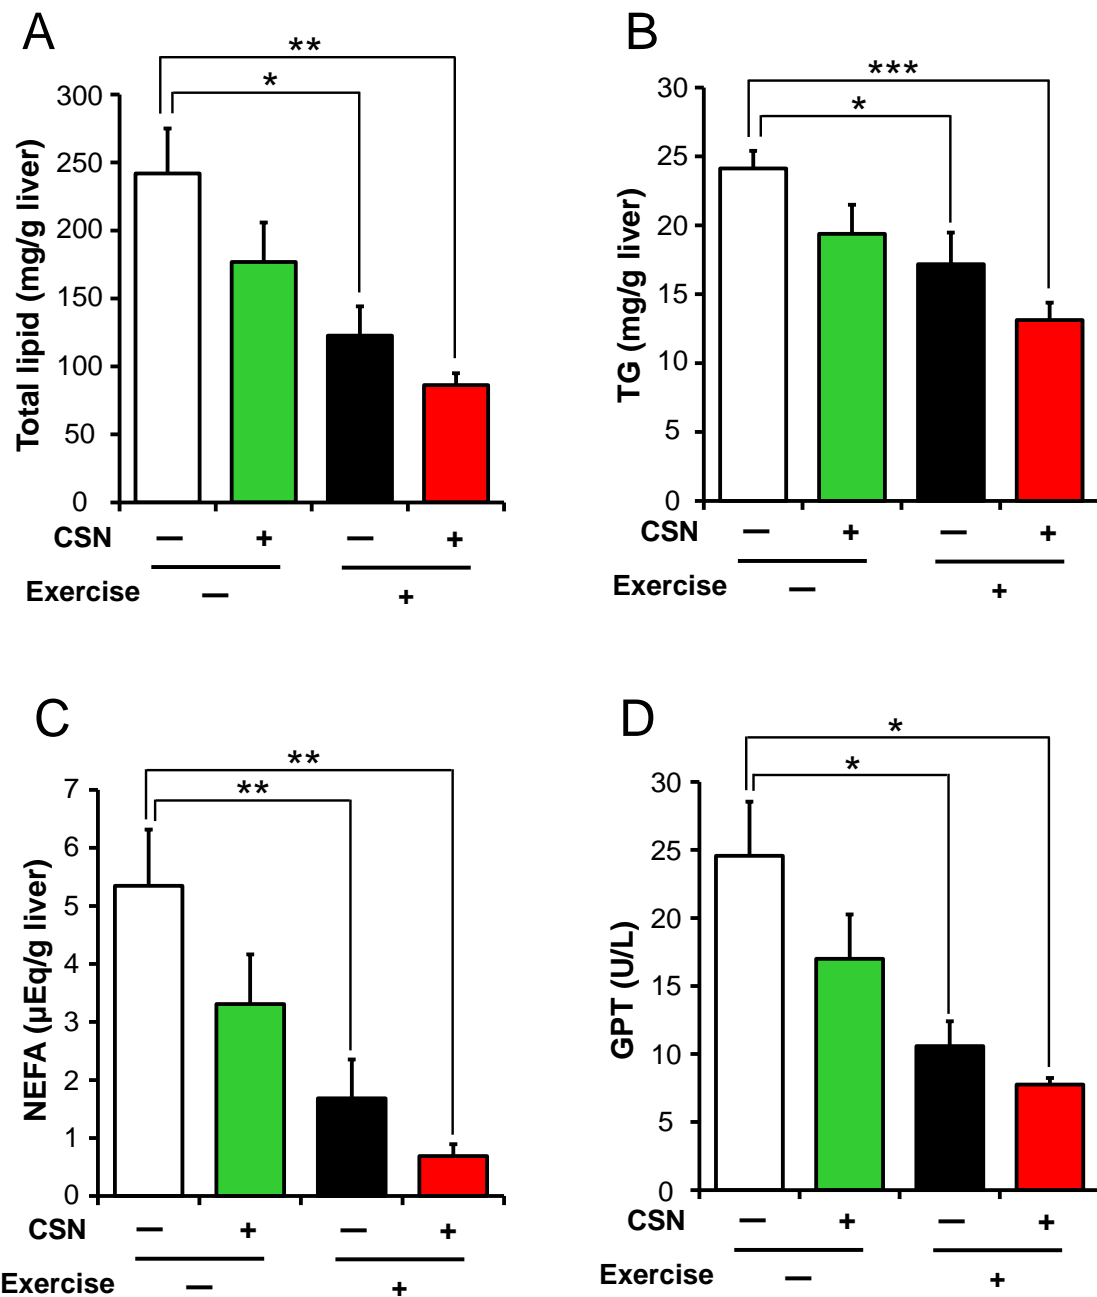 A
**
*
300
250
200
150
100
50
0
Total lipid (mg/g liver)
CSN — + — +
Exercise — +
B
***
*
30
25
20
15
10
5
0
TG (mg/g liver)
CSN — + — +
Exercise — +
C
**
**
7
6
5
4
3
2
1
0
NEFA (µEq/g liver)
CSN — + — +
Exercise — +
D
*
*
30
25
20
15
10
5
0
GPT (U/L)
CSN — + — +
Exercise — +